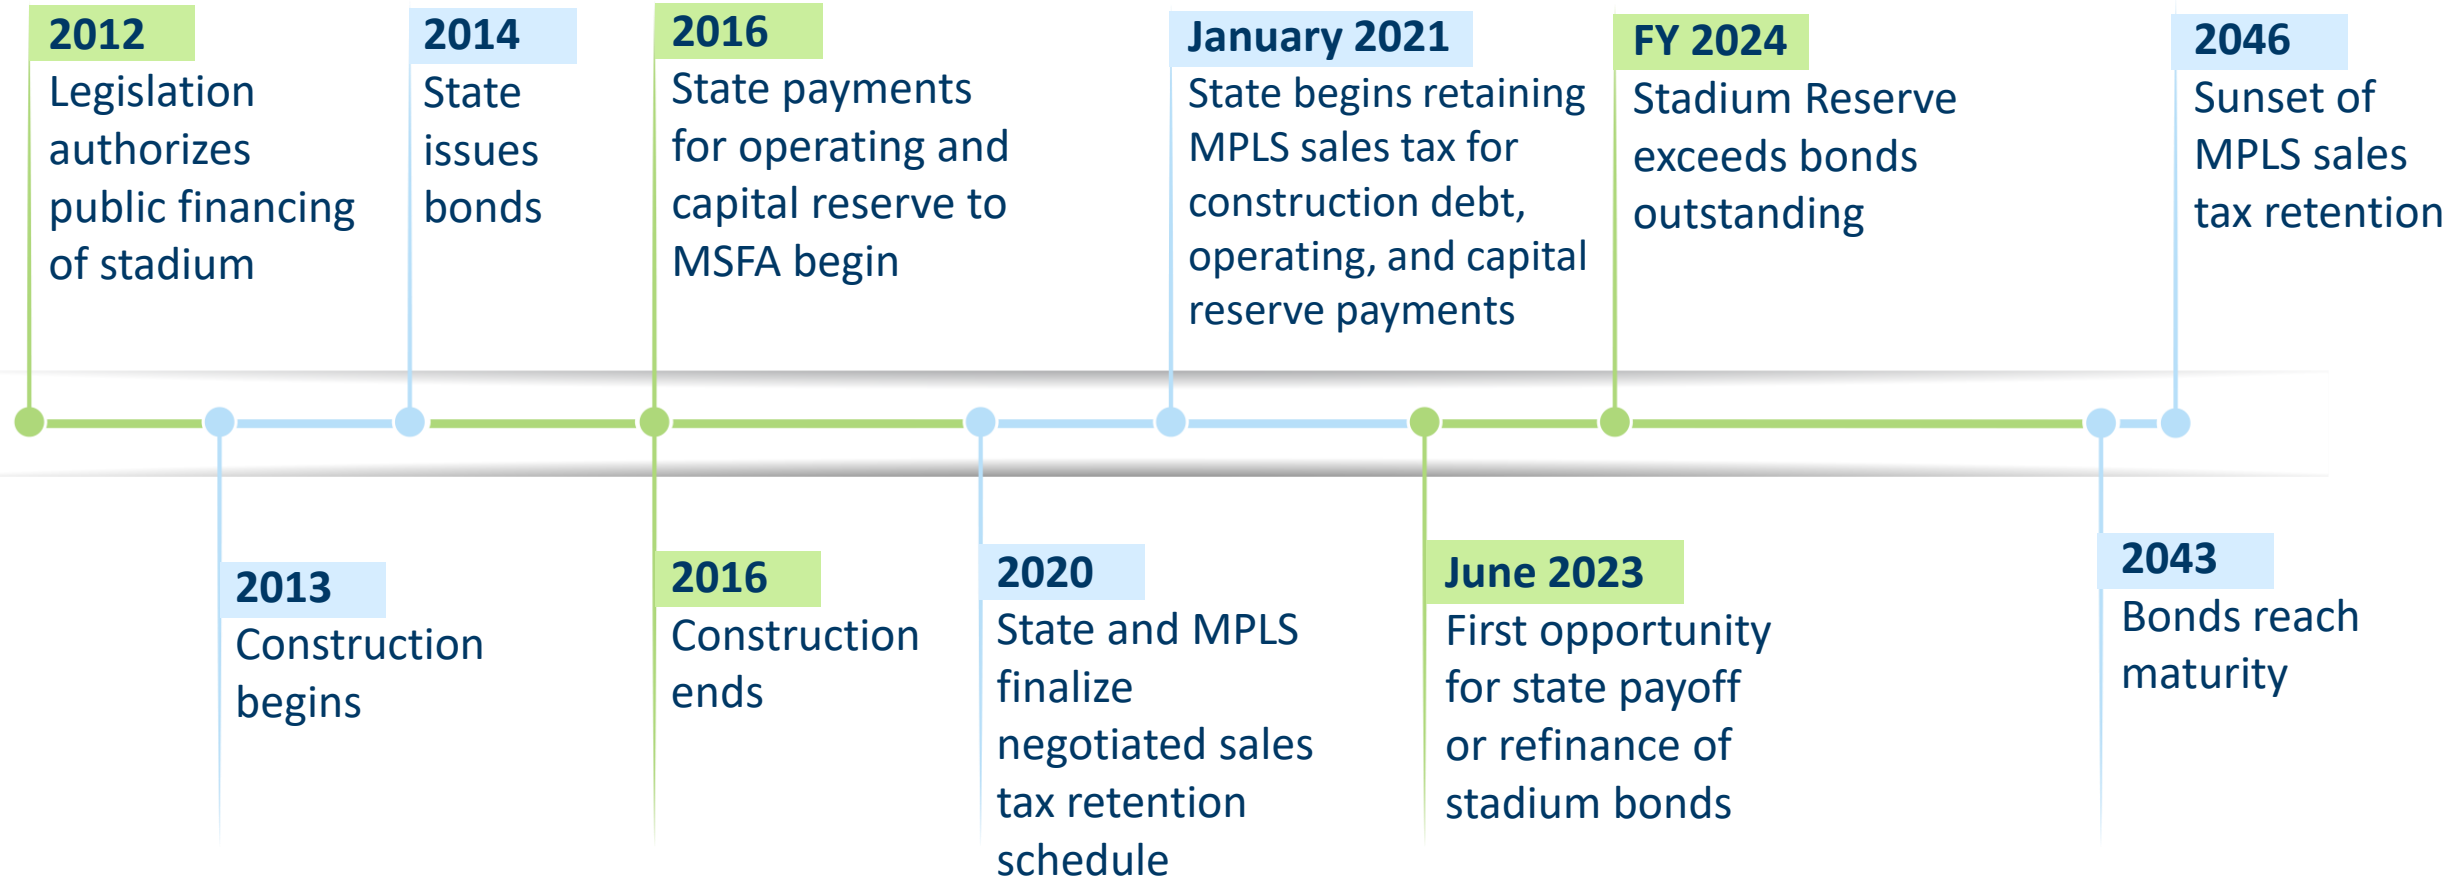 2012
Legislation
authorizes
public financing
of stadium
2014
State
issues
bonds
2016
State payments
for operating and
capital reserve to
MSFA begin
January 2021
State begins retaining
MPLS sales tax for
construction debt,
operating, and capital
reserve payments
FY 2024
Stadium Reserve
exceeds bonds
outstanding
2046
Sunset of
MPLS sales
tax retention
2013
Construction
begins
2016
Construction
ends
2020
State and MPLS
finalize
negotiated sales
tax retention
schedule
June 2023
First opportunity
for state payoff
or refinance of
stadium bonds
2043
Bonds reach
maturity